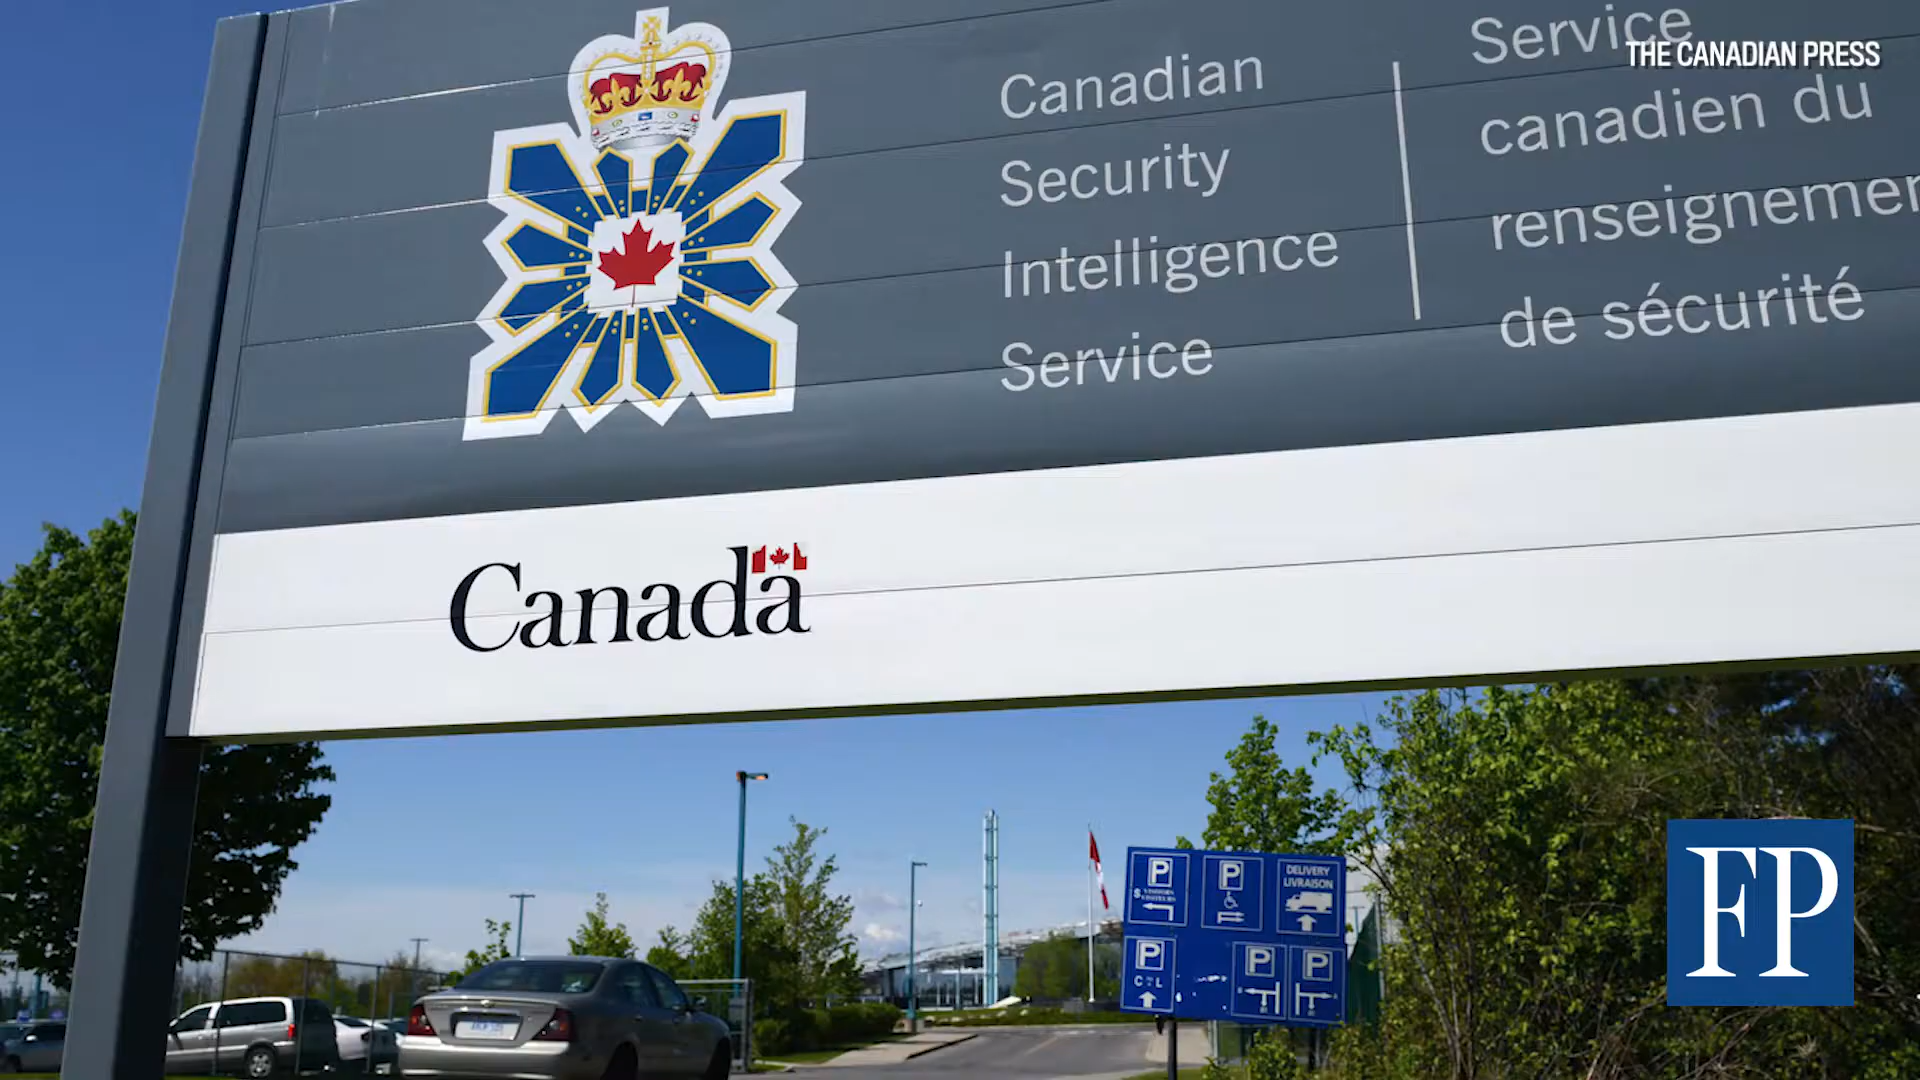 THE CANADIAN PRESS
Canadian
Security
Intelligence
Service
Service
canadien du
renseignemen
de sécurité
Canada
P
P
DELIVERY
LIVRAISON
P
P
P
FP